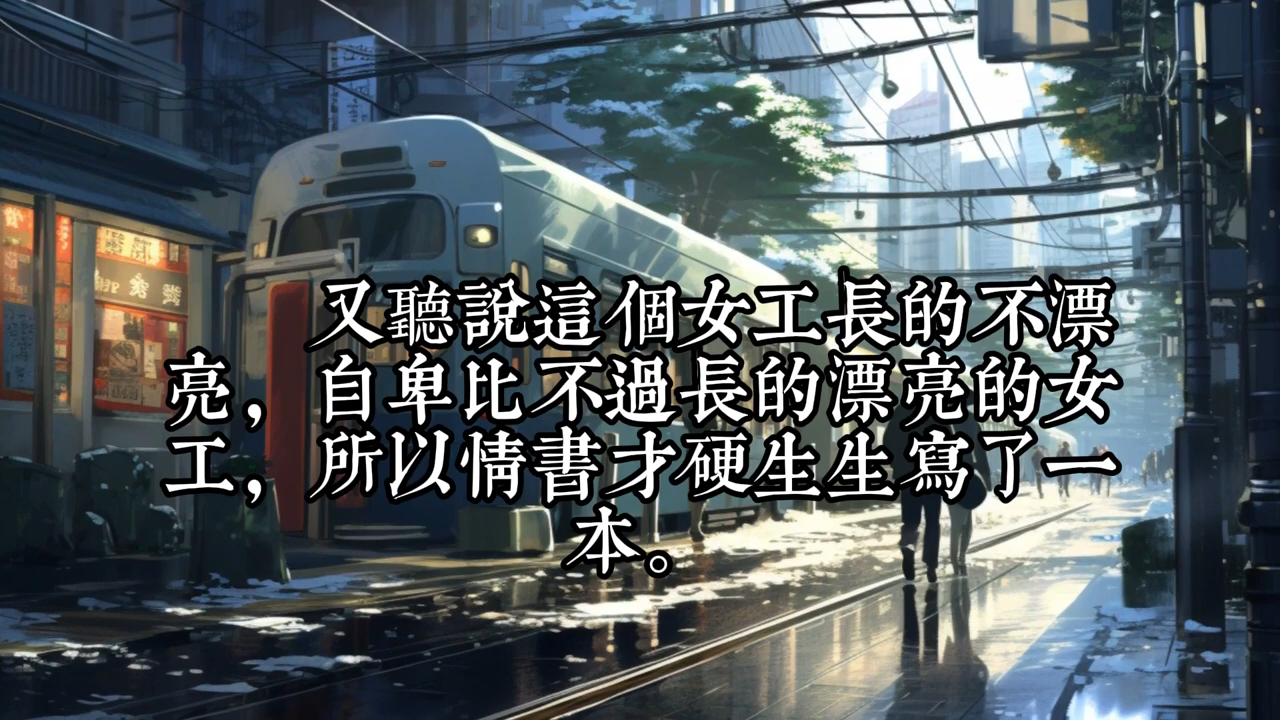 又聽說這個女工長的不漂
亮，自卑比不過長的漂亮的女
工，所以情書才硬生生寫了一
本。